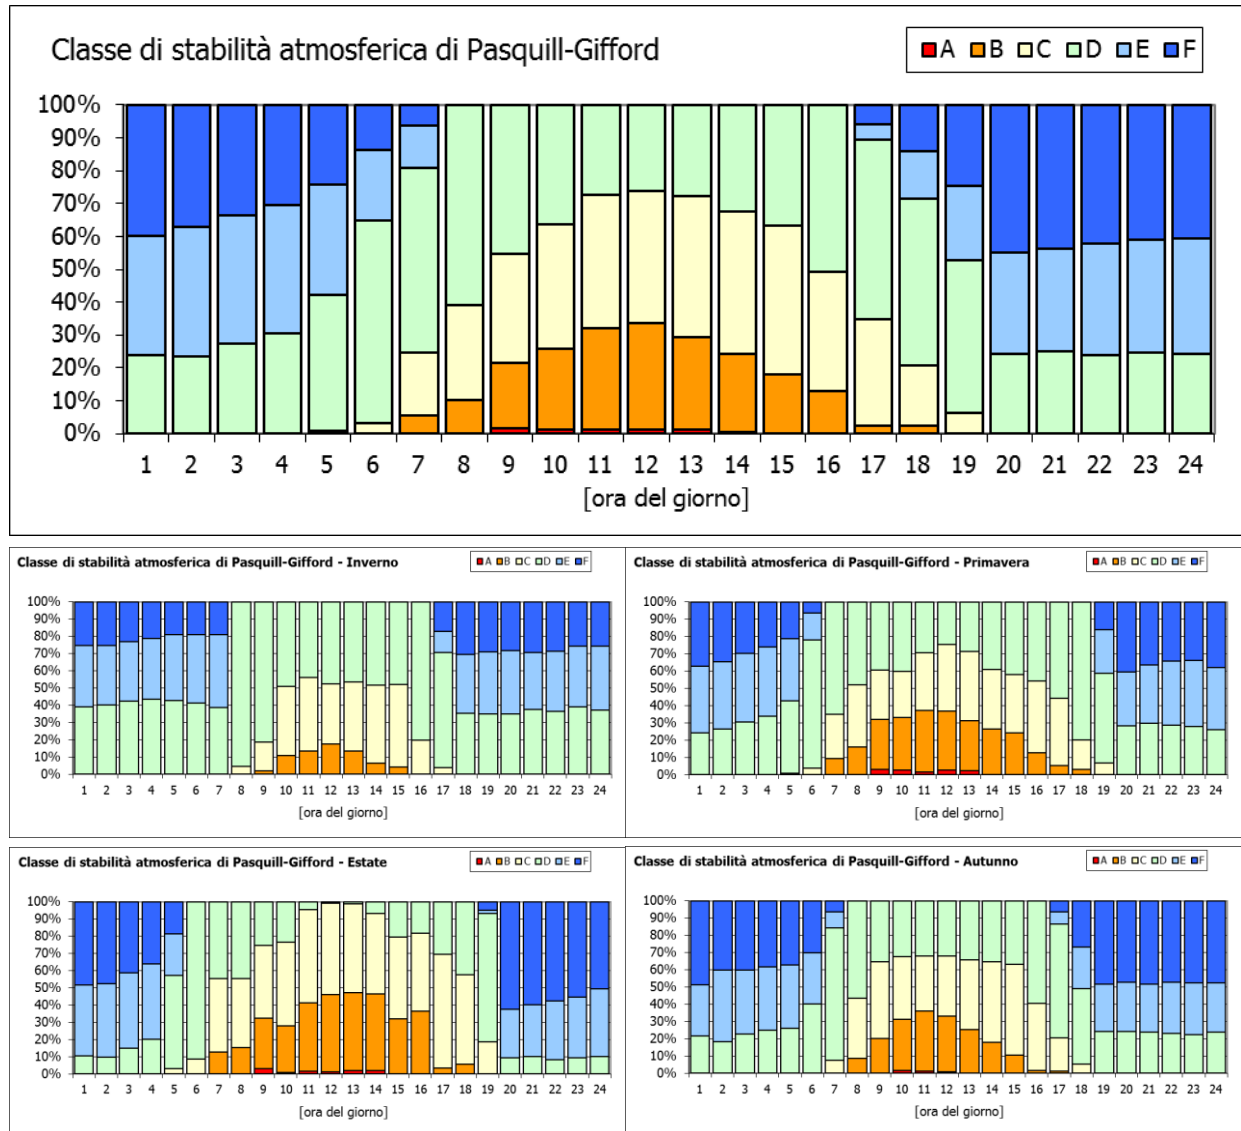 Classe di stabilità atmosferica di Pasquill-Gifford
A B C D E F
100%
90%
80%
70%
60%
50%
40%
30%
20%
10%
0%
1 2 3 4 5 6 7 8 9 10 11 12 13 14 15 16 17 18 19 20 21 22 23 24
[ora del giorno]
Classe di stabilità atmosferica di Pasquill-Gifford - Inverno
A B C D E F
100%
90%
80%
70%
60%
50%
40%
30%
20%
10%
0%
1 2 3 4 5 6 7 8 9 10 11 12 13 14 15 16 17 18 19 20 21 22 23 24
[ora del giorno]
Classe di stabilità atmosferica di Pasquill-Gifford - Primavera
A B C D E F
100%
90%
80%
70%
60%
50%
40%
30%
20%
10%
0%
1 2 3 4 5 6 7 8 9 10 11 12 13 14 15 16 17 18 19 20 21 22 23 24
[ora del giorno]
Classe di stabilità atmosferica di Pasquill-Gifford - Estate
A B C D E F
100%
90%
80%
70%
60%
50%
40%
30%
20%
10%
0%
1 2 3 4 5 6 7 8 9 10 11 12 13 14 15 16 17 18 19 20 21 22 23 24
[ora del giorno]
Classe di stabilità atmosferica di Pasquill-Gifford - Autunno
A B C D E F
100%
90%
80%
70%
60%
50%
40%
30%
20%
10%
0%
1 2 3 4 5 6 7 8 9 10 11 12 13 14 15 16 17 18 19 20 21 22 23 24
[ora del giorno]